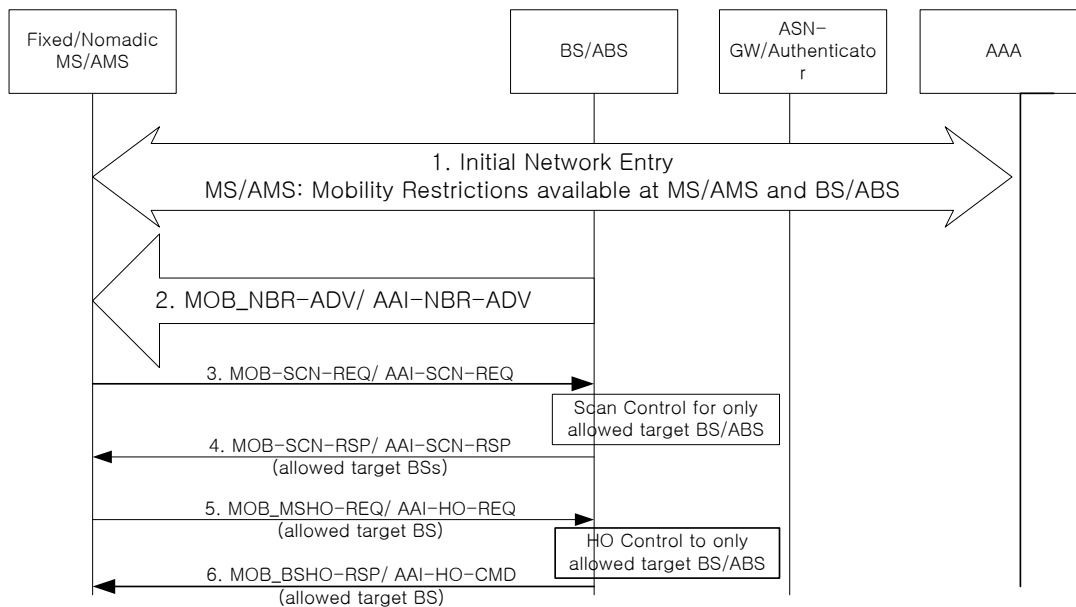 Fixed/Nomadic
MS/AMS
BS/ABS
ASN-
GW/Authenticato
r
AAA
1. Initial Network Entry
MS/AMS: Mobility Restrictions available at MS/AMS and BS/ABS
2. MOB_NBR-ADV/ AAI-NBR-ADV
3. MOB-SCN-REQ/ AAI-SCN-REQ
Scan Control for only
allowed target BS/ABS
4. MOB-SCN-RSP/ AAI-SCN-RSP
(allowed target BSs)
5. MOB_MSHO-REQ/ AAI-HO-REQ
(allowed target BS)
HO Control to only
allowed target BS/ABS
6. MOB_BSHO-RSP/ AAI-HO-CMD
(allowed target BS)